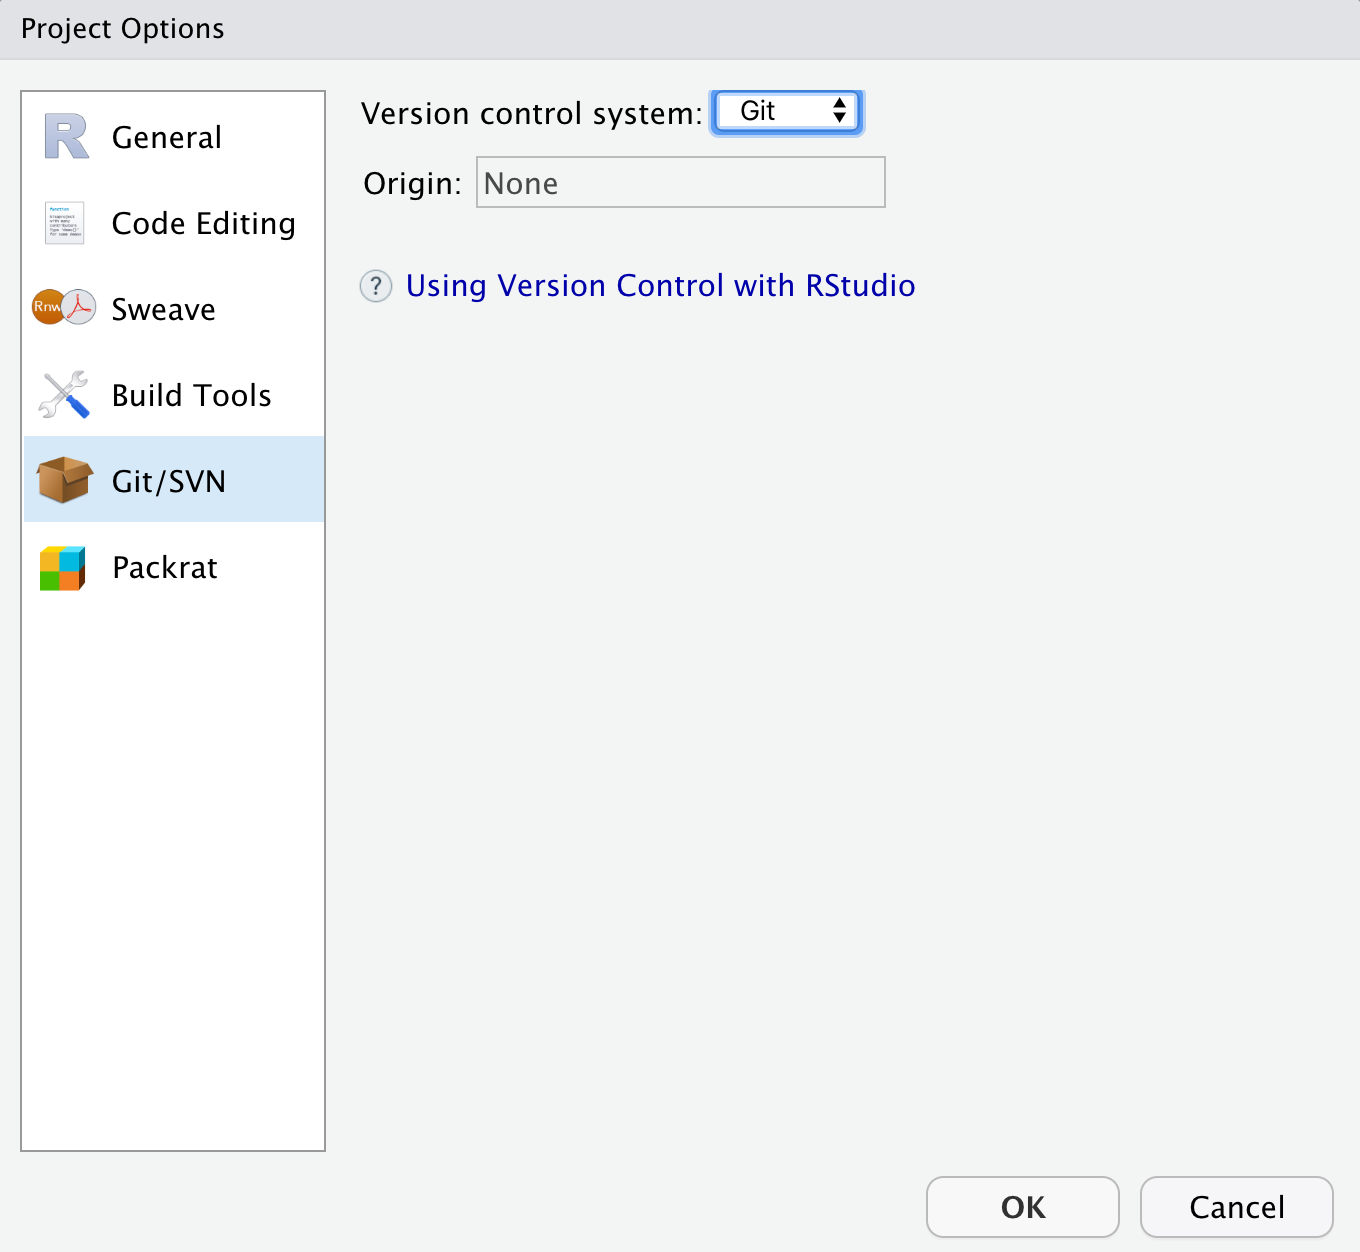 Project Options
General
Code Editing
Sweave
Build Tools
Git/SVN
Packrat
Version control system: Git
Origin: None
? Using Version Control with RStudio
OK
Cancel
R
Rnw